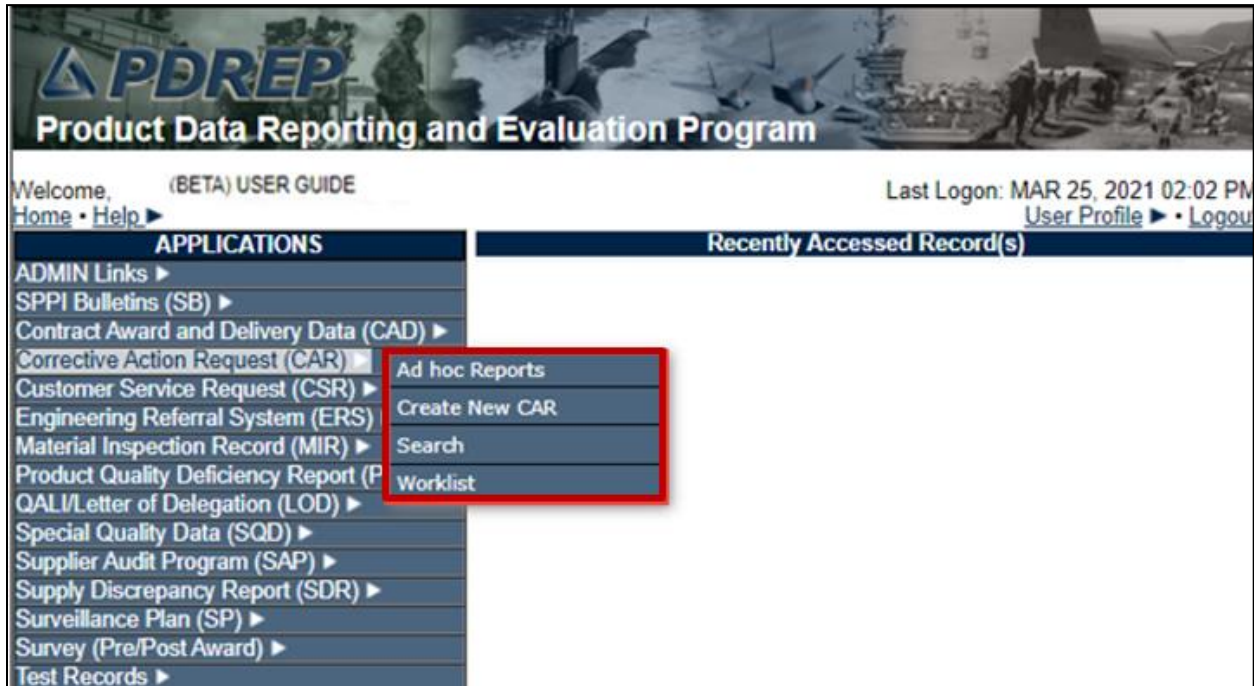 PDREP
Product Data Reporting and Evaluation Program
Welcome, (BETA) USER GUIDE
Last Logon: MAR 25, 2021 02:02 PM
Home • Help ▶
User Profile ▶ • Logou
APPLICATIONS
Recently Accessed Record(s)
ADMIN Links ▶
SPPI Bulletins (SB) ▶
Contract Award and Delivery Data (CAD) ▶
Corrective Action Request (CAR) ▶
Ad hoc Reports
Create New CAR
Search
Worklist
Customer Service Request (CSR) ▶
Engineering Referral System (ERS)
Material Inspection Record (MIR) ▶
Product Quality Deficiency Report (P
QALI/Letter of Delegation (LOD) ▶
Special Quality Data (SQD) ▶
Supplier Audit Program (SAP) ▶
Supply Discrepancy Report (SDR) ▶
Surveillance Plan (SP) ▶
Survey (Pre/Post Award) ▶
Test Records ▶